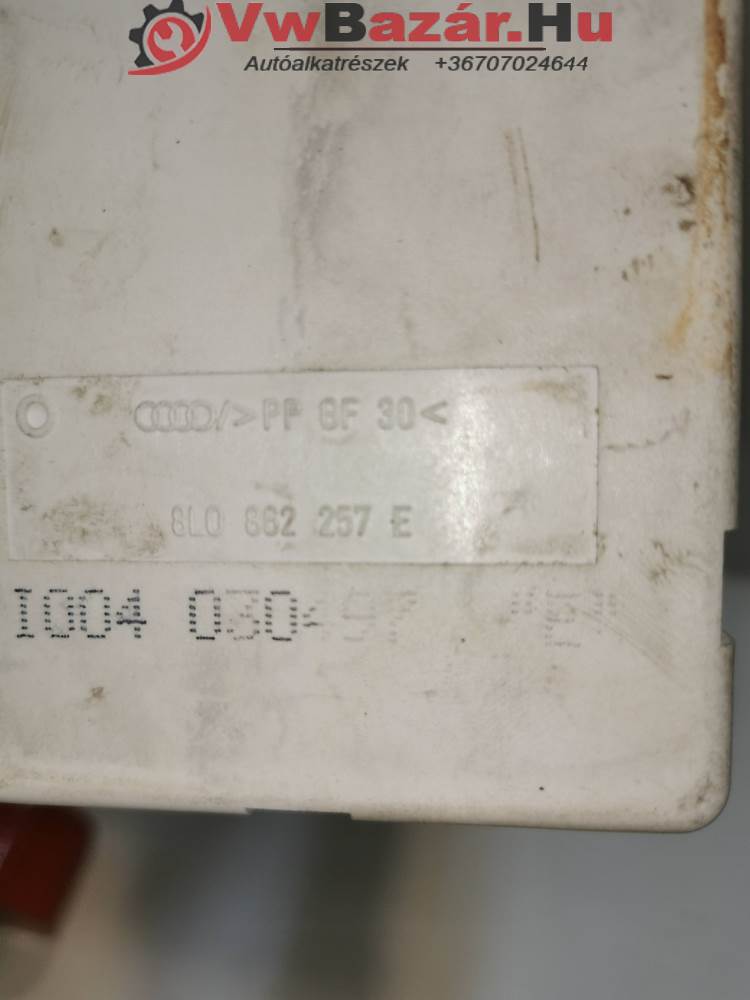 VwBazár.Hu
Autóalkatrészek +36707024644
/>PP GF 30<
8L0 862 257 E
1004 030